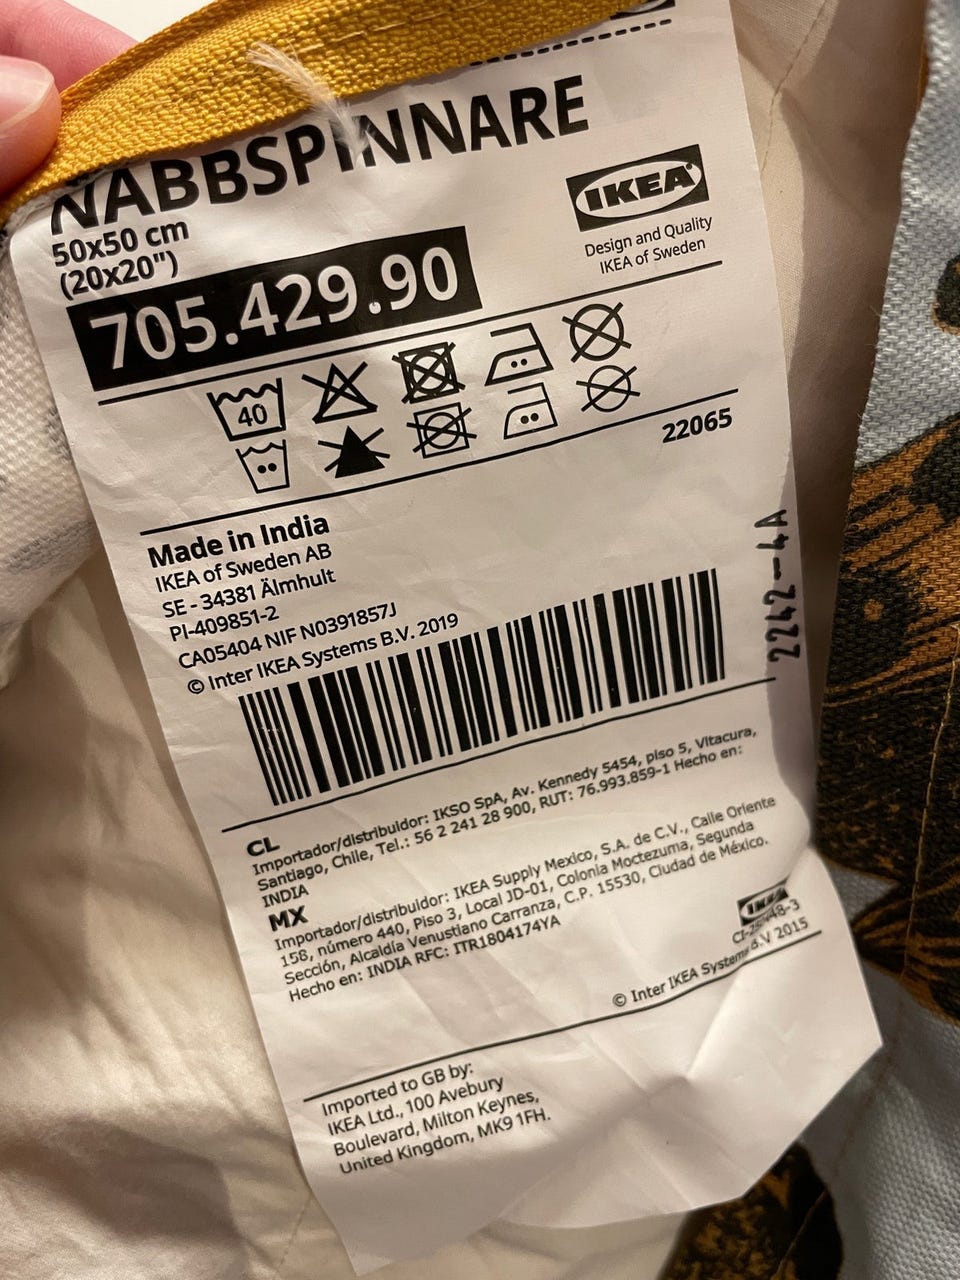 NABBSPINNARE
50x50 cm
(20x20")
IKEA
Design and Quality
IKEA of Sweden
705.429.90
40
22065
Made in India
IKEA of Sweden AB
SE - 34381 Älmhult
PI-409851-2
CA05404 NIF N0391857J
© Inter IKEA Systems B.V. 2019
2242-4A
CL
Importador/distribuidor: IKSO SpA, Av. Kennedy 5454, piso 5, Vitacura,
Santiago, Chile, Tel.: 56 2 241 28 900, RUT: 76.993.859-1 Hecho en:
INDIA
MX
Importador/distribuidor: IKEA Supply Mexico, S.A. de C.V., Calle Oriente
158, número 440, Piso 3, Local JD-01, Colonia Moctezuma, Segunda
Sección, Alcaldía Venustiano Carranza, C.P. 15530, Ciudad de México.
Hecho en: INDIA RFC: ITR1804174YA
IKEA
© Inter IKEA Systems B.V 2015
Imported to GB by:
IKEA Ltd., 100 Avebury
Boulevard, Milton Keynes,
United Kingdom, MK9 1FH.